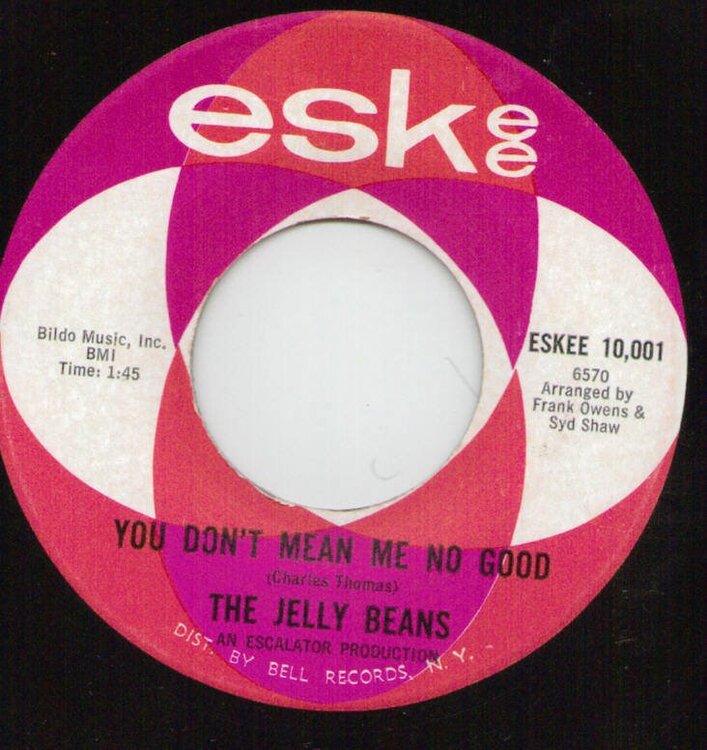 eskee
Bildo Music, Inc.
BMI
Time: 1:45
ESKEE 10,001
6570
Arranged by
Frank Owens &
Syd Shaw
YOU DON'T MEAN ME NO GOOD
(Charles Thomas)
THE JELLY BEANS
AN ESCALATOR PRODUCTION
DIST. BY BELL RECORDS, N.Y.